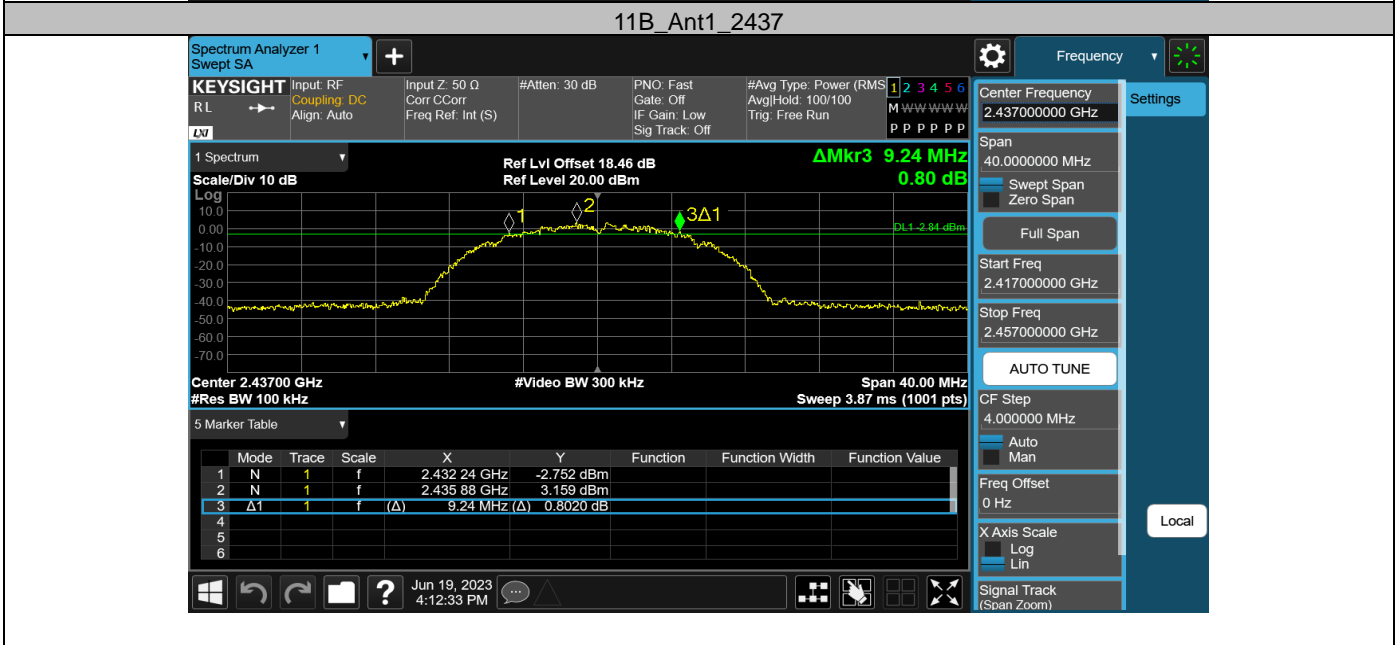 11B_Ant1_2437
Spectrum Analyzer 1
Swept SA
+
Frequency
KEYSIGHT
RL
LXI
Input: RF
Coupling: DC
Align: Auto
Input Z: 50 Ω
Corr CCorr
Freq Ref: Int (S)
#Atten: 30 dB
PNO: Fast
Gate: Off
IF Gain: Low
Sig Track: Off
#Avg Type: Power (RMS
Avg|Hold: 100/100
Trig: Free Run
1 2 3 4 5 6
M W W W W W
P P P P P P
1 Spectrum
Scale/Div 10 dB
Ref Lvl Offset 18.46 dB
Ref Level 20.00 dBm
ΔMkr3 9.24 MHz
0.80 dB
Log
10.0
0.00
-10.0
-20.0
-30.0
-40.0
-50.0
-60.0
-70.0
1
2
3Δ1
DL1 -2.84 dBm
Center 2.43700 GHz
#Video BW 300 kHz
Span 40.00 MHz
#Res BW 100 kHz
Sweep 3.87 ms (1001 pts)
5 Marker Table
Mode Trace Scale X Y Function Function Width Function Value
1 N 1 f 2.432 24 GHz -2.752 dBm
2 N 1 f 2.435 88 GHz 3.159 dBm
3 Δ1 1 f (Δ) 9.24 MHz (Δ) 0.8020 dB
4
5
6
Jun 19, 2023
4:12:33 PM
?
Center Frequency
2.437000000 GHz
Settings
Span
40.0000000 MHz
Swept Span
Zero Span
Full Span
Start Freq
2.417000000 GHz
Stop Freq
2.457000000 GHz
AUTO TUNE
CF Step
4.000000 MHz
Auto
Man
Freq Offset
0 Hz
X Axis Scale
Log
Lin
Local
Signal Track
(Span Zoom)